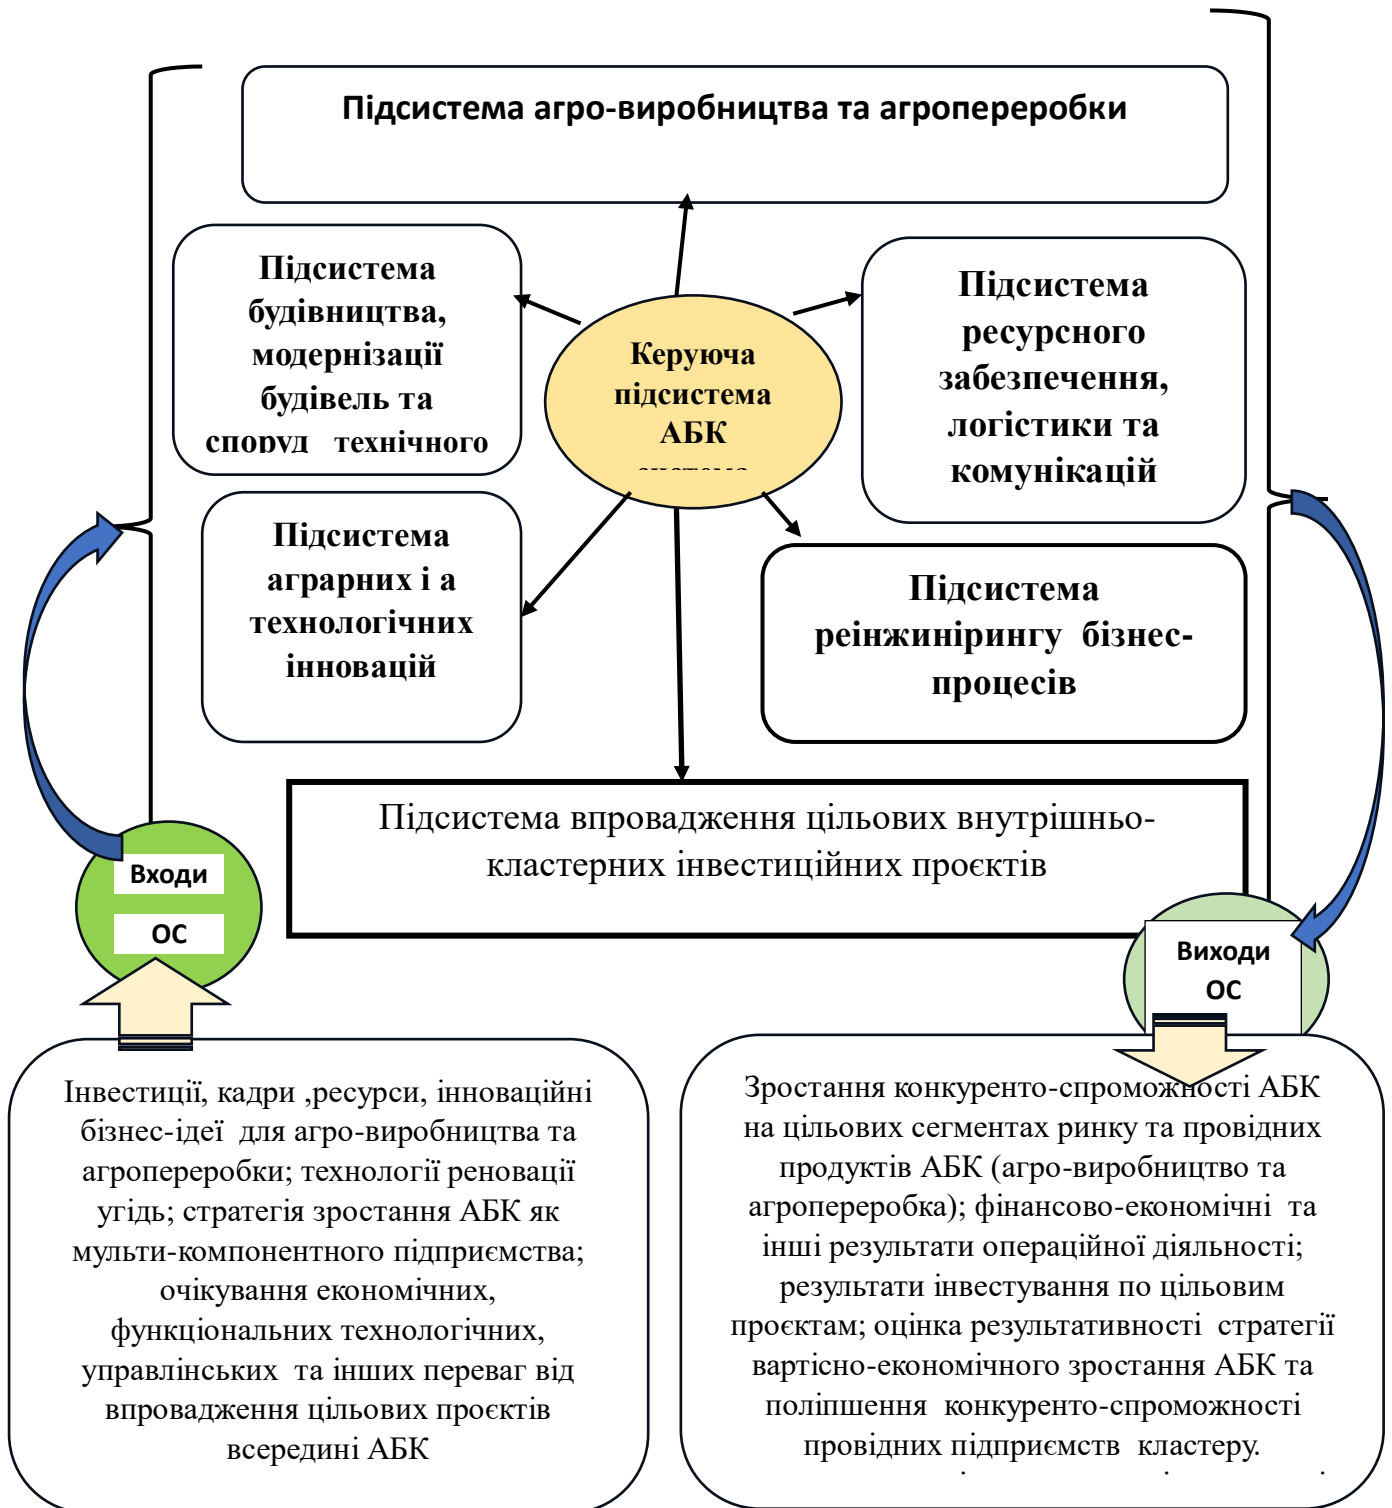 Підсистема агро-виробництва та агропереробки
Підсистема
будівництва,
модернізації
будівель та
споруд технічного
Керуюча
підсистема
АБК
система
Підсистема
ресурсного
забезпечення,
логістики та
комунікацій
Підсистема
аграрних і а
технологічних
інновацій
Підсистема
реінжинірингу бізнес-
процесів
Підсистема впровадження цільових внутрішньо-
кластерних інвестиційних проєктів
Входи
ОС
Виходи
ОС
Інвестиції, кадри ,ресурси, інноваційні
бізнес-ідеї для агро-виробництва та
агропереробки; технології реновації
угідь; стратегія зростання АБК як
мульти-компонентного підприємства;
очікування економічних,
функціональних технологічних,
управлінських та інших переваг від
впровадження цільових проєктів
всередині АБК
Зростання конкуренто-спроможності АБК
на цільових сегментах ринку та провідних
продуктів АБК (агро-виробництво та
агропереробка); фінансово-економічні та
інші результати операційної діяльності;
результати інвестування по цільовим
проєктам; оцінка результативності стратегії
вартісно-економічного зростання АБК та
поліпшення конкуренто-спроможності
провідних підприємств кластеру.